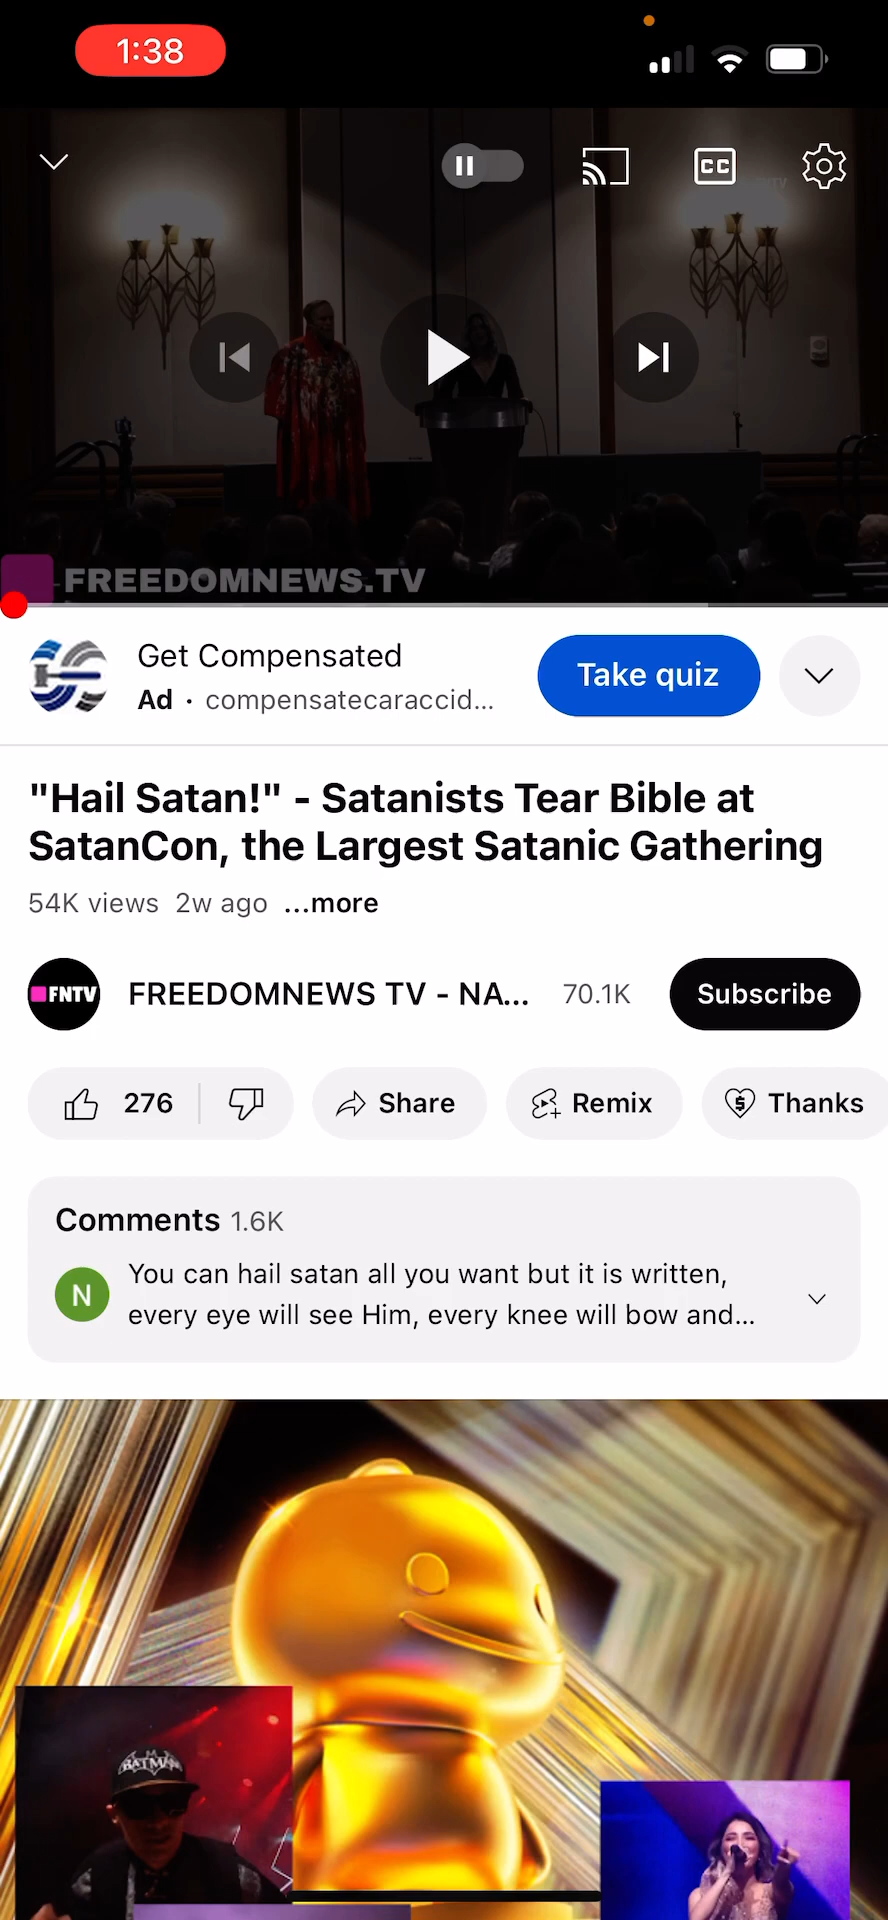 1:38
CC
FREEDOMNEWS.TV
Get Compensated
Ad · compensatecaraccid...
Take quiz
"Hail Satan!" - Satanists Tear Bible at
SatanCon, the Largest Satanic Gathering
54K views 2w ago ...more
FNTV
FREEDOMNEWS TV - NA...
70.1K
Subscribe
276
Share
Remix
Thanks
Comments 1.6K
N
You can hail satan all you want but it is written,
every eye will see Him, every knee will bow and...
BATMAN